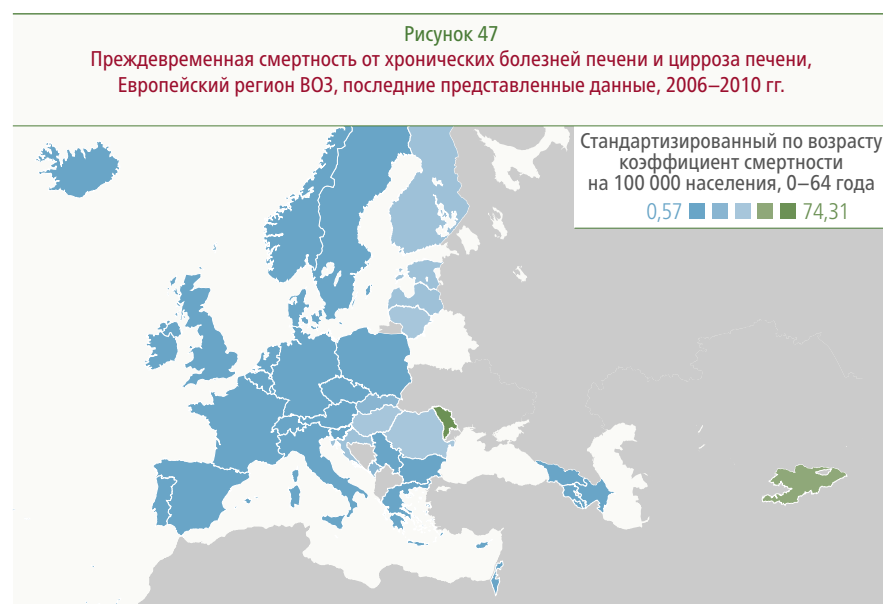 Рисунок 47
Преждевременная смертность от хронических болезней печени и цирроза печени,
Европейский регион ВОЗ, последние представленные данные, 2006–2010 гг.
Стандартизированный по возрасту
коэффициент смертности
на 100 000 населения, 0–64 года
0,57 74,31